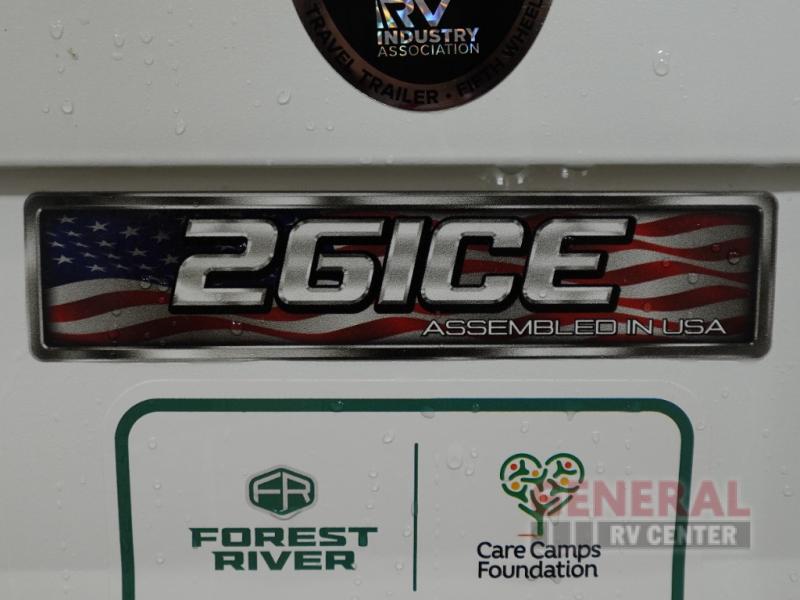 RV
INDUSTRY
ASSOCIATION
TRAVEL TRAILER • FIFTH WHEEL
26ICE
ASSEMBLED IN USA
FR
FOREST
RIVER
Care Camps
Foundation
GENERAL
RV CENTER